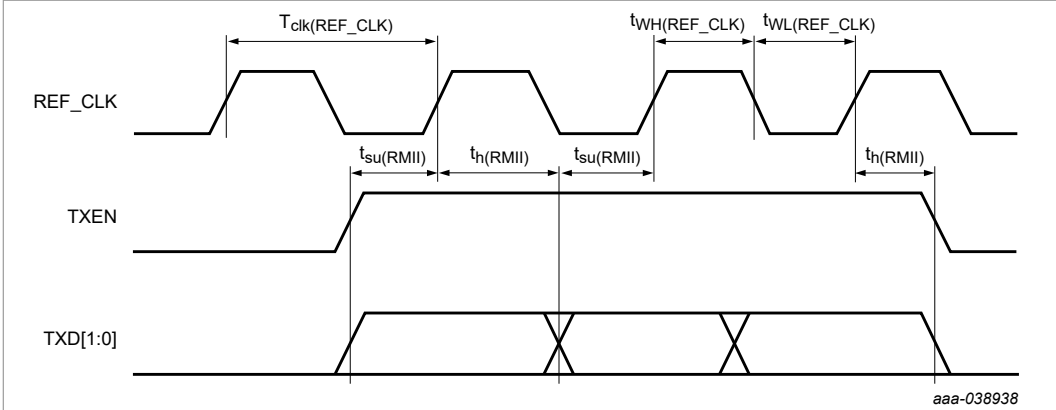 Tclk(REF_CLK)
tWH(REF_CLK)
tWL(REF_CLK)
REF_CLK
tsu(RMII)
th(RMII)
tsu(RMII)
th(RMII)
TXEN
TXD[1:0]
aaa-038938